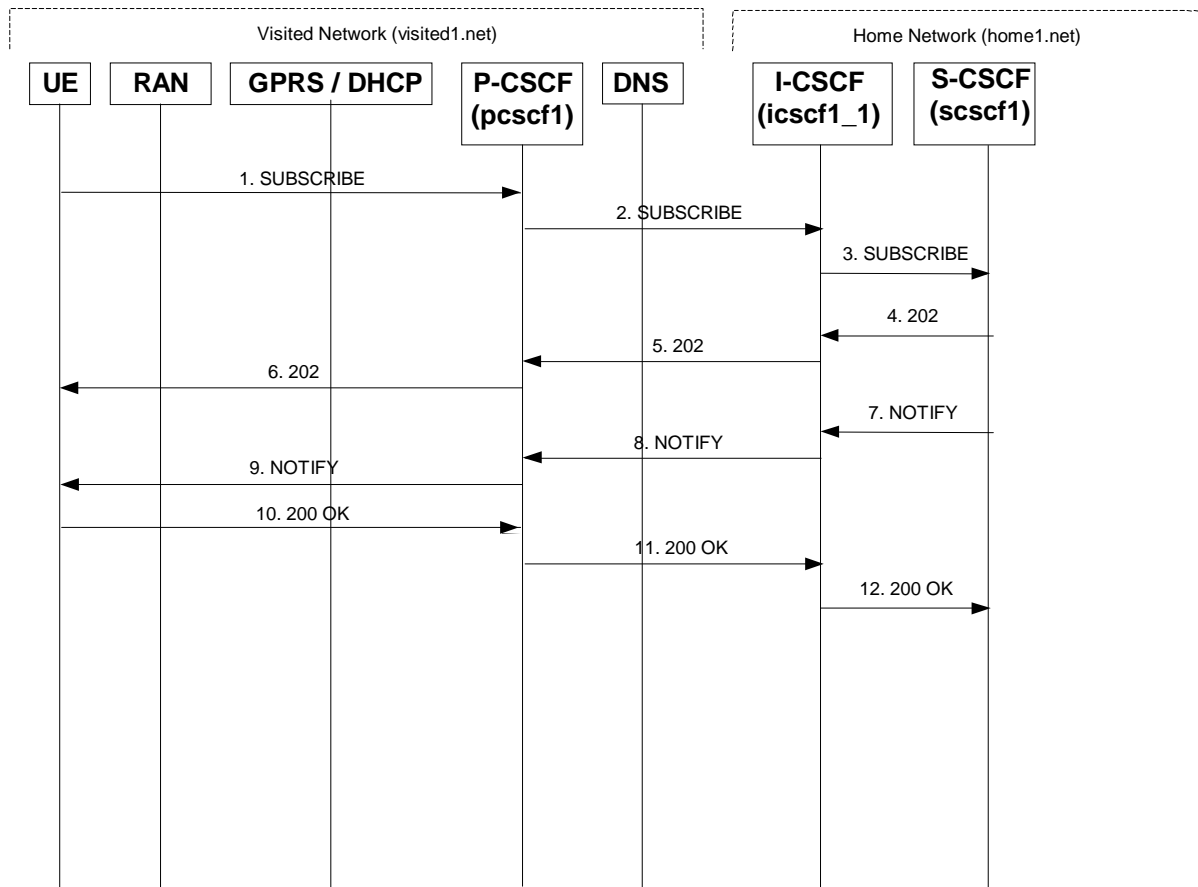 Visited Network (visited1.net)
Home Network (home1.net)
UE
RAN
GPRS / DHCP
P-CSCF
(pcscf1)
DNS
I-CSCF
(icscf1_1)
S-CSCF
(scscf1)
1. SUBSCRIBE
2. SUBSCRIBE
3. SUBSCRIBE
4. 202
5. 202
6. 202
7. NOTIFY
8. NOTIFY
9. NOTIFY
10. 200 OK
11. 200 OK
12. 200 OK